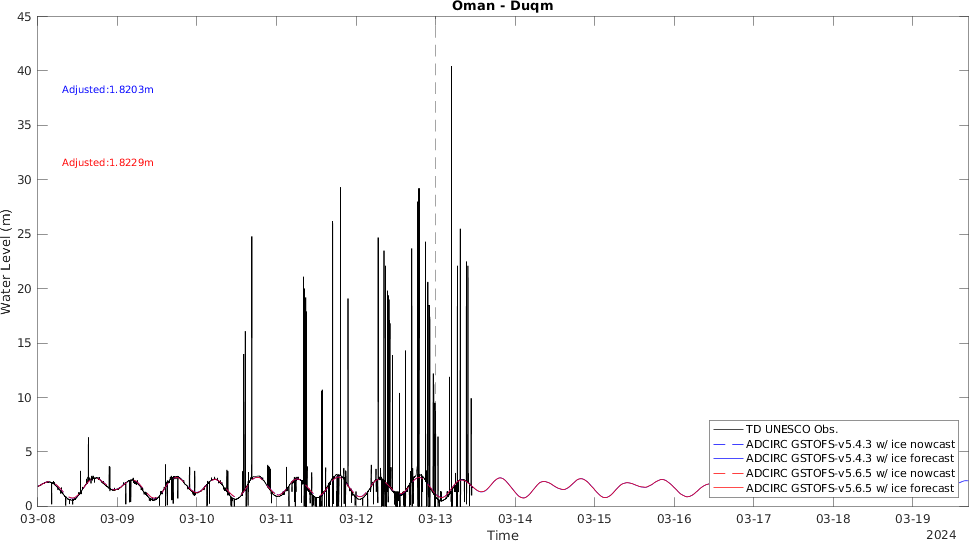 Oman - Duqm
45
40
35
30
25
20
15
10
5
0
Water Level (m)
Adjusted:1.8203m
Adjusted:1.8229m
TD UNESCO Obs.
ADCIRC GSTOFS-v5.4.3 w/ ice nowcast
ADCIRC GSTOFS-v5.4.3 w/ ice forecast
ADCIRC GSTOFS-v5.6.5 w/ ice nowcast
ADCIRC GSTOFS-v5.6.5 w/ ice forecast
03-08 03-09 03-10 03-11 03-12 03-13 03-14 03-15 03-16 03-17 03-18 03-19
Time
2024